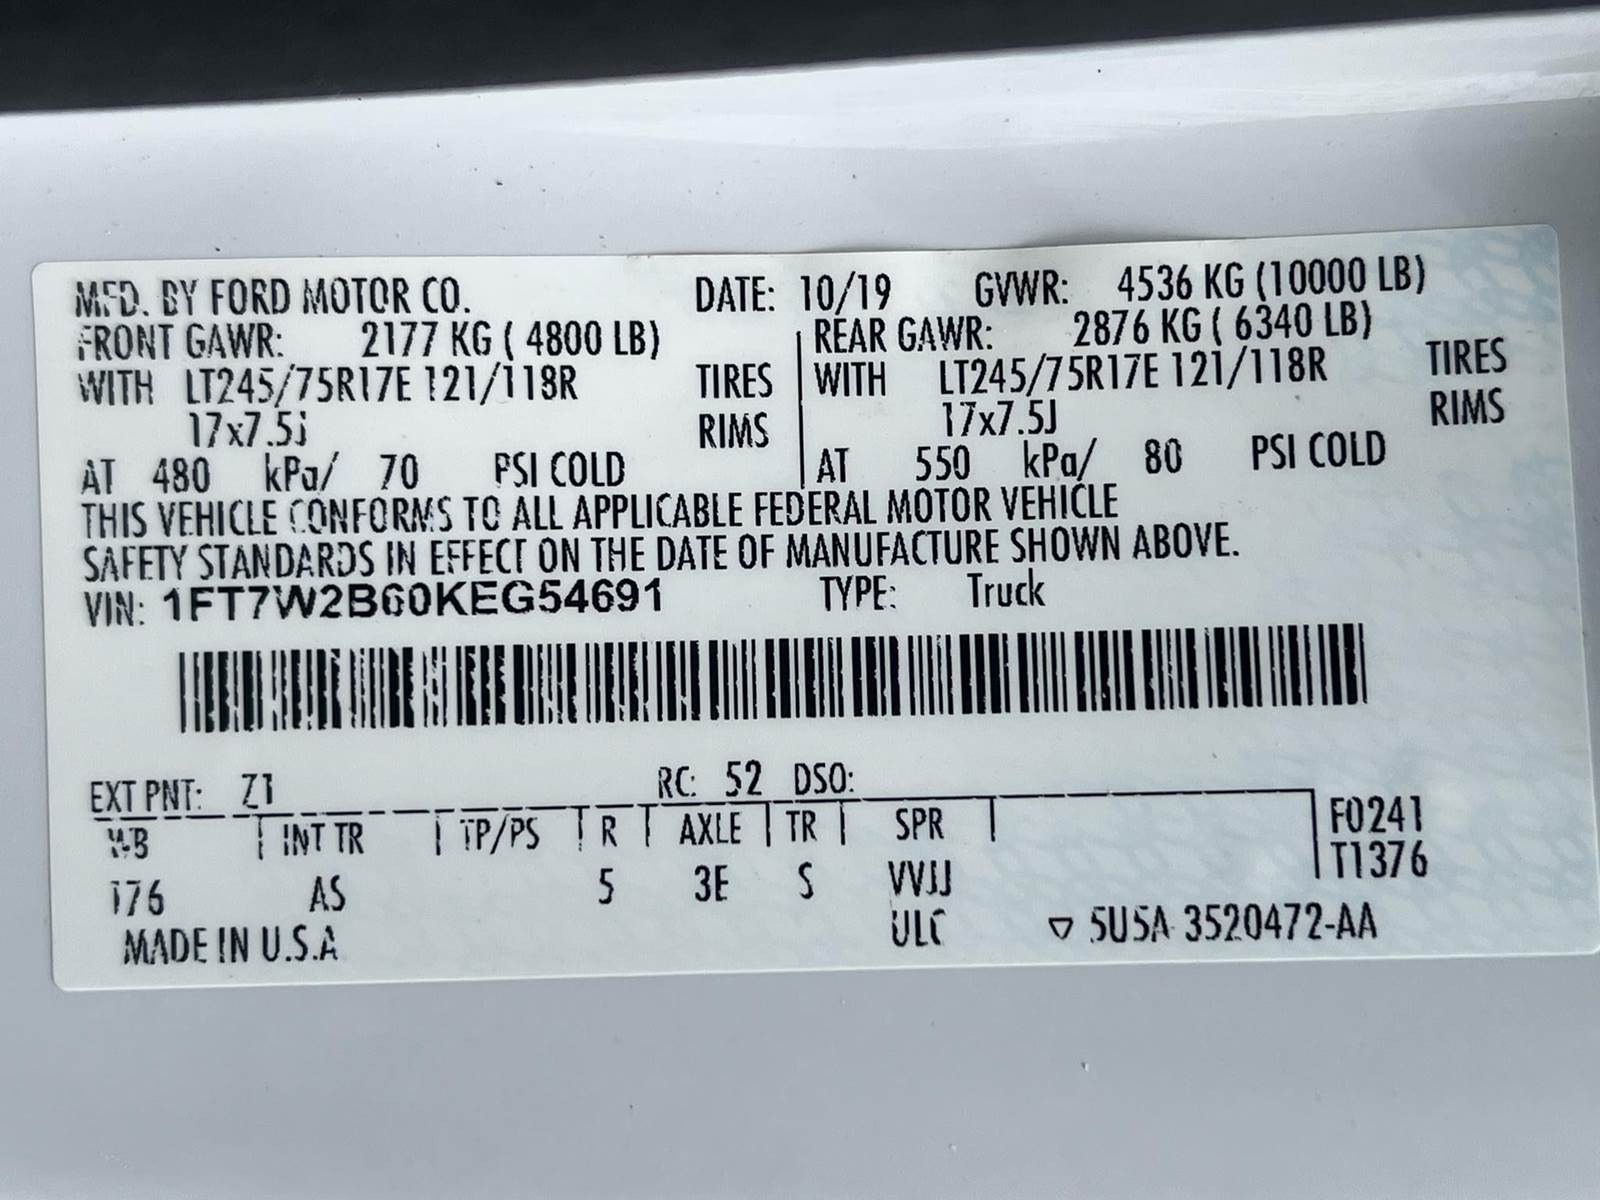 MFD. BY FORD MOTOR CO. DATE: 10/19 GVWR: 4536 KG (10000 LB)
FRONT GAWR: 2177 KG ( 4800 LB) REAR GAWR: 2876 KG ( 6340 LB)
WITH LT245/75R17E 121/118R TIRES WITH LT245/75R17E 121/118R TIRES
17x7.5j RIMS 17x7.5J RIMS
AT 480 kPa/ 70 PSI COLD AT 550 kPa/ 80 PSI COLD
THIS VEHICLE CONFORMS TO ALL APPLICABLE FEDERAL MOTOR VEHICLE
SAFETY STANDARDS IN EFFECT ON THE DATE OF MANUFACTURE SHOWN ABOVE.
VIN: 1FT7W2B60KEG54691 TYPE: Truck
EXT PNT: Z1 RC: 52 DSO:
WB INT TR TP/PS R AXLE TR SPR F0241
T1376
176 AS 5 3E S VVJJ
MADE IN U.S.A ULC ▽ 5U5A-3520472-AA